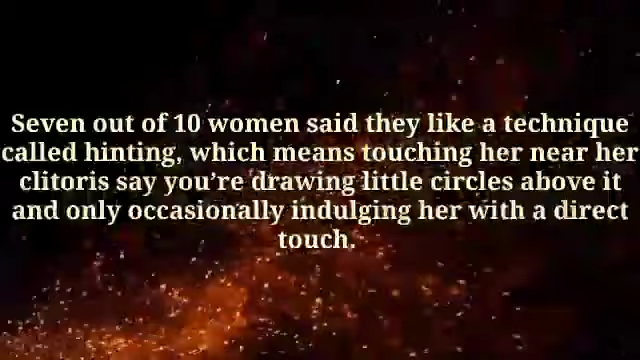 Seven out of 10 women said they like a technique
called hinting, which means touching her near her
clitoris say you're drawing little circles above it
and only occasionally indulging her with a direct
touch.